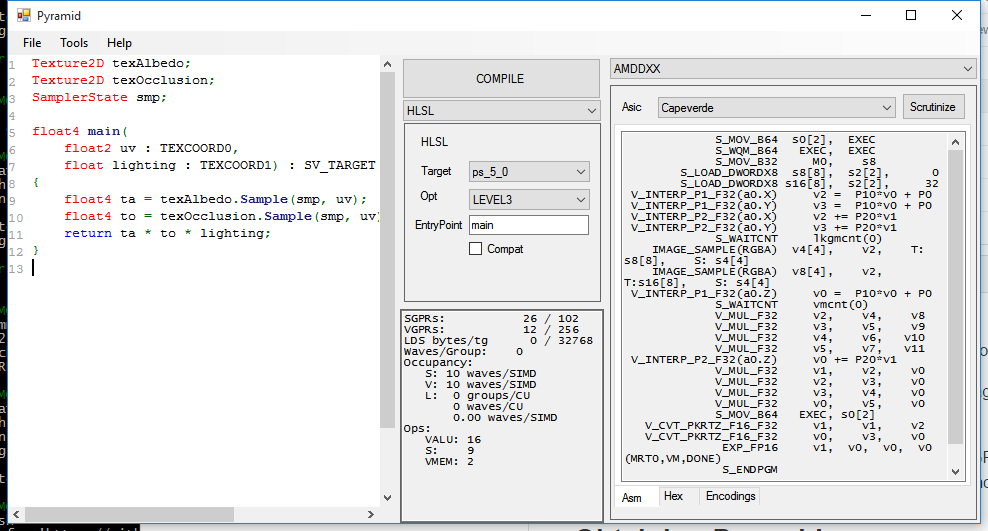 Pyramid
File Tools Help
1 Texture2D texAlbedo;
2 Texture2D texOcclusion;
3 SamplerState smp;
4
5 float4 main(
6 float2 uv : TEXCOORD0,
7 float lighting : TEXCOORD1) : SV_TARGET
8 {
9 float4 ta = texAlbedo.Sample(smp, uv);
10 float4 to = texOcclusion.Sample(smp, uv)
11 return ta * to * lighting;
12 }
13
COMPILE
HLSL
HLSL
Target ps_5_0
Opt LEVEL3
EntryPoint main
Compat
SGPRs: 26 / 102
VGPRs: 12 / 256
LDS bytes/tg 0 / 32768
Waves/Group: 0
Occupancy:
S: 10 waves/SIMD
V: 10 waves/SIMD
L: 0 groups/CU
0 waves/CU
0.00 waves/SIMD
Ops:
VALU: 16
S: 9
VMEM: 2
AMDDXX
Asic Capeverde Scrutinize
S_MOV_B64 s0[2], EXEC
S_WQM_B64 EXEC, EXEC
S_MOV_B32 M0, s8
S_LOAD_DWORDX8 s8[8], s2[2], 0
S_LOAD_DWORDX8 s16[8], s2[2], 32
V_INTERP_P1_F32(a0.X) v2 = P10*v0 + P0
V_INTERP_P1_F32(a0.Y) v3 = P10*v0 + P0
V_INTERP_P2_F32(a0.X) v2 += P20*v1
V_INTERP_P2_F32(a0.Y) v3 += P20*v1
S_WAITCNT lkgmcnt(0)
IMAGE_SAMPLE(RGBA) v4[4], v2, T:
s8[8], S: s4[4]
IMAGE_SAMPLE(RGBA) v8[4], v2,
T:s16[8], S: s4[4]
V_INTERP_P1_F32(a0.Z) v0 = P10*v0 + P0
S_WAITCNT vmcnt(0)
V_MUL_F32 v2, v4, v8
V_MUL_F32 v3, v5, v9
V_MUL_F32 v4, v6, v10
V_MUL_F32 v5, v7, v11
V_INTERP_P2_F32(a0.Z) v0 += P20*v1
V_MUL_F32 v1, v2, v0
V_MUL_F32 v2, v3, v0
V_MUL_F32 v3, v4, v0
V_MUL_F32 v0, v5, v0
S_MOV_B64 EXEC, s0[2]
V_CVT_PKRTZ_F16_F32 v1, v1, v2
V_CVT_PKRTZ_F16_F32 v0, v3, v0
EXP_FP16 v1, v0, v0, v0
(MRT0,VM,DONE)
S_ENDPGM
Asm Hex Encodings